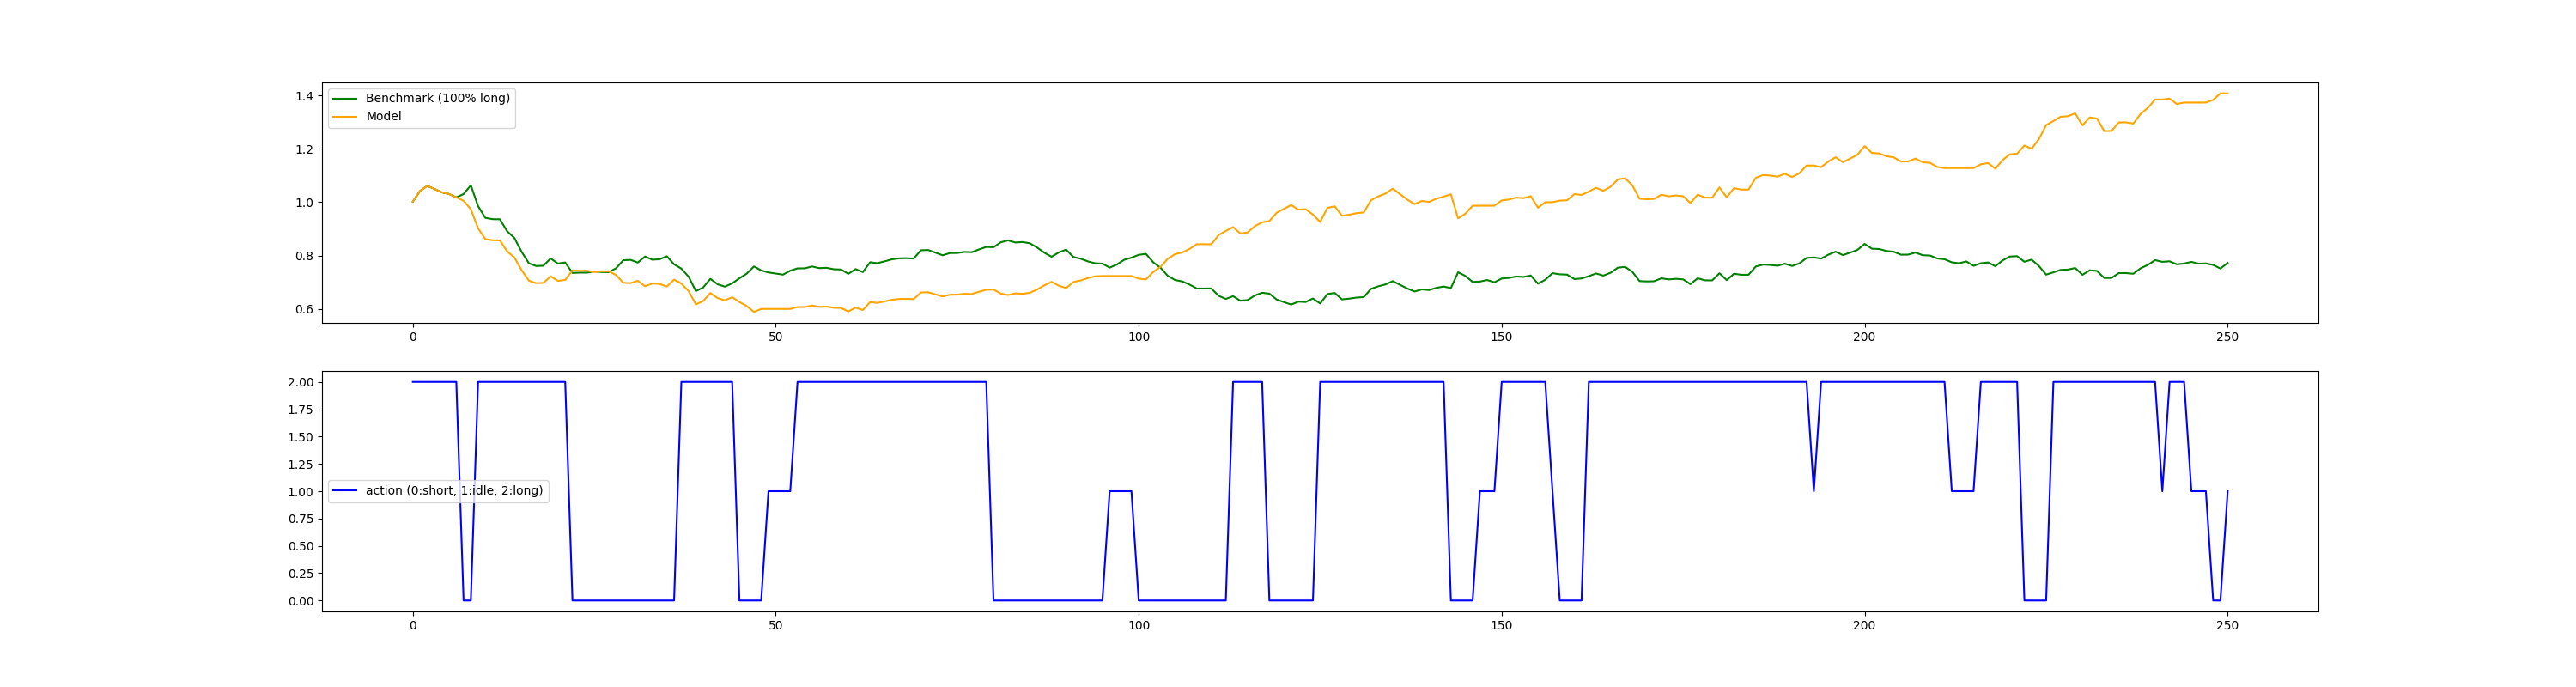 1.4
1.2
1.0
0.8
0.6
Benchmark (100% long)
Model
0 50 100 150 200 250
2.00
1.75
1.50
1.25
1.00
0.75
0.50
0.25
0.00
action (0:short, 1:idle, 2:long)
0 50 100 150 200 250